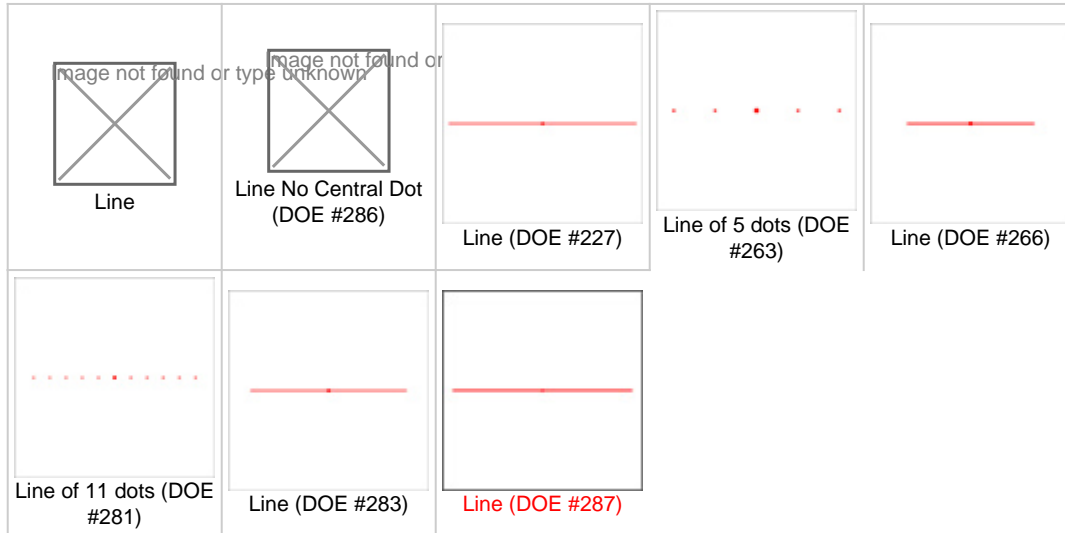 Image not found or type unknown
Image not found or
Line
Line No Central Dot
(DOE #286)
Line (DOE #227)
Line of 5 dots (DOE
#263)
Line (DOE #266)
Line of 11 dots (DOE
#281)
Line (DOE #283)
Line (DOE #287)